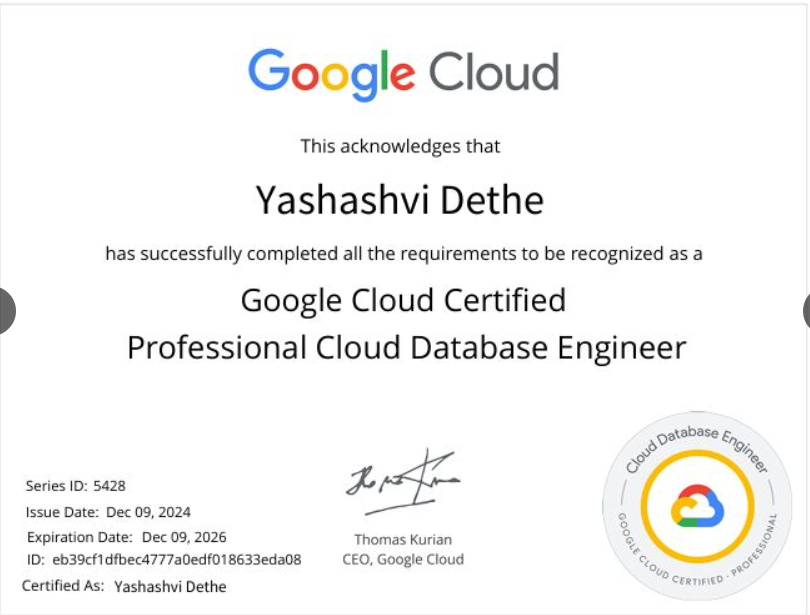 Google Cloud
This acknowledges that
Yashashvi Dethe
has successfully completed all the requirements to be recognized as a
Google Cloud Certified
Professional Cloud Database Engineer
Series ID: 5428
Issue Date: Dec 09, 2024
Expiration Date: Dec 09, 2026
ID: eb39cf1dfbec4777a0edf018633eda08
Certified As: Yashashvi Dethe
Thomas Kurian
CEO, Google Cloud
Cloud Database Engineer
GOOGLE CLOUD CERTIFIED · PROFESSIONAL